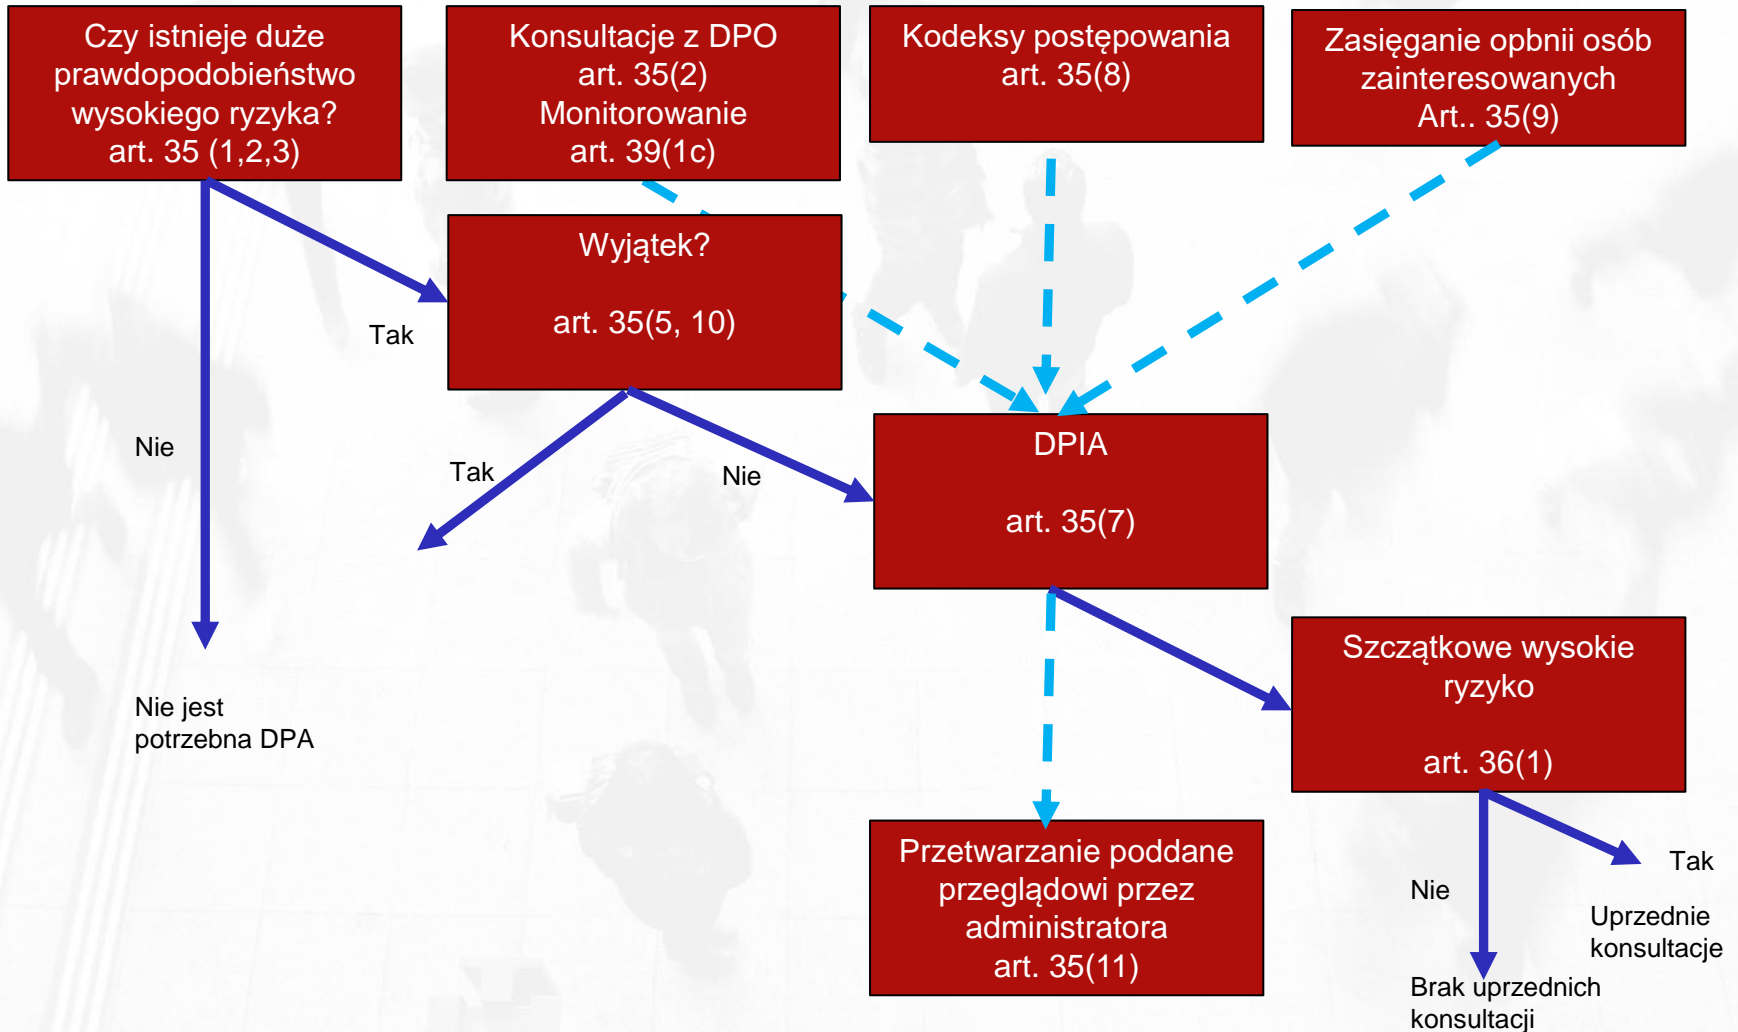 Czy istnieje duże
prawdopodobieństwo
wysokiego ryzyka?
art. 35 (1,2,3)
Konsultacje z DPO
art. 35(2)
Monitorowanie
art. 39(1c)
Kodeksy postępowania
art. 35(8)
Zasięganie opbnii osób
zainteresowanych
Art.. 35(9)
Wyjątek?
art. 35(5, 10)
Tak
Nie
Tak
Nie
DPIA
art. 35(7)
Nie jest
potrzebna DPA
Szczątkowe wysokie
ryzyko
art. 36(1)
Przetwarzanie poddane
przeglądowi przez
administratora
art. 35(11)
Tak
Nie
Uprzednie
konsultacje
Brak uprzednich
konsultacji